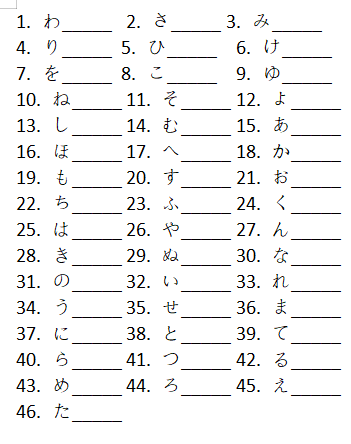 1. わ______ 2. さ______ 3. み______
4. り______ 5. ひ______ 6. け______
7. を______ 8. こ______ 9. ゆ______
10. ね______ 11. そ______ 12. よ______
13. し______ 14. む______ 15. あ______
16. ほ______ 17. へ______ 18. か______
19. も______ 20. す______ 21. お______
22. ち______ 23. ふ______ 24. く______
25. は______ 26. や______ 27. ん______
28. き______ 29. ぬ______ 30. な______
31. の______ 32. い______ 33. れ______
34. う______ 35. せ______ 36. ま______
37. に______ 38. と______ 39. て______
40. ら______ 41. つ______ 42. る______
43. め______ 44. ろ______ 45. え______
46. た______